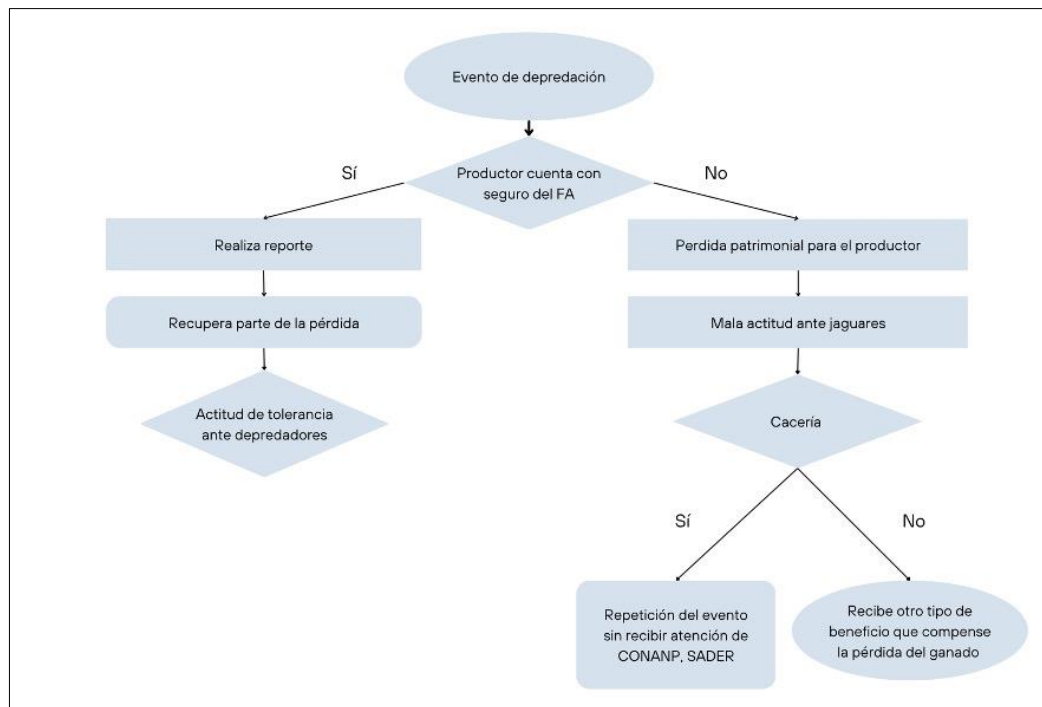 Evento de depredación
Productor cuenta con
seguro del FA
Sí
No
Realiza reporte
Perdida patrimonial para el productor
Recupera parte de la pérdida
Mala actitud ante jaguares
Actitud de tolerancia
ante depredadores
Cacería
Sí
No
Repetición del evento
sin recibir atención de
CONANP, SADER
Recibe otro tipo de
beneficio que compense
la pérdida del ganado